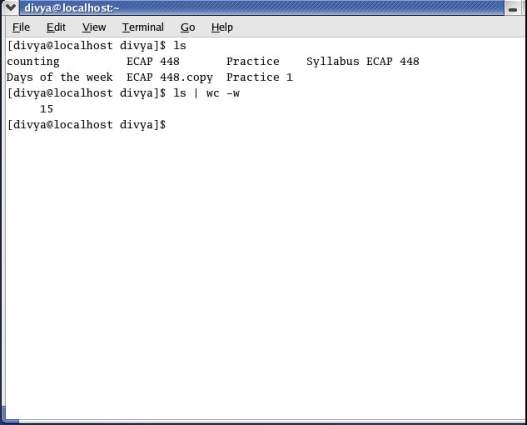 divya@localhost:~
File Edit View Terminal Go Help
[divya@localhost divya]$ ls
counting          ECAP 448       Practice    Syllabus ECAP 448
Days of the week  ECAP 448.copy  Practice 1
[divya@localhost divya]$ ls | wc -w
     15
[divya@localhost divya]$